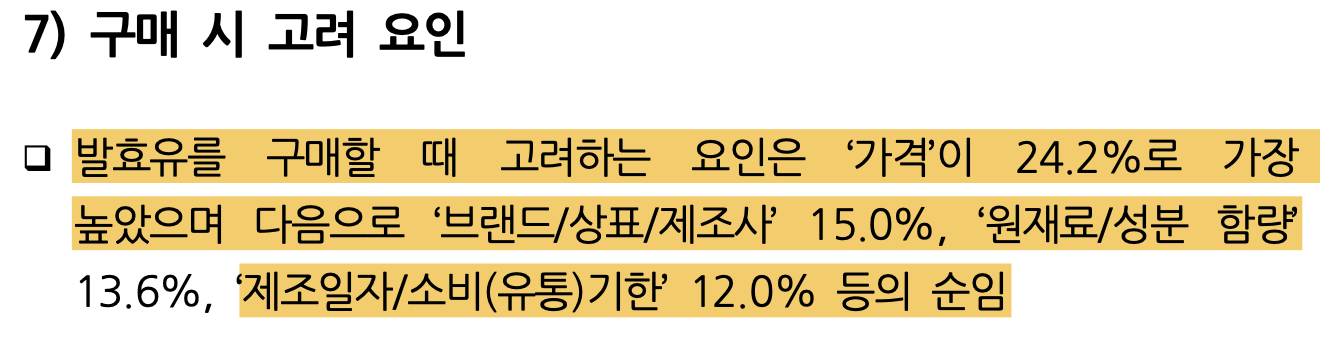 7) 구매 시 고려 요인
❑ 발효유를 구매할 때 고려하는 요인은 ‘가격’이 24.2%로 가장
높았으며 다음으로 ‘브랜드/상표/제조사’ 15.0%, ‘원재료/성분 함량’
13.6%, ‘제조일자/소비(유통)기한’ 12.0% 등의 순임